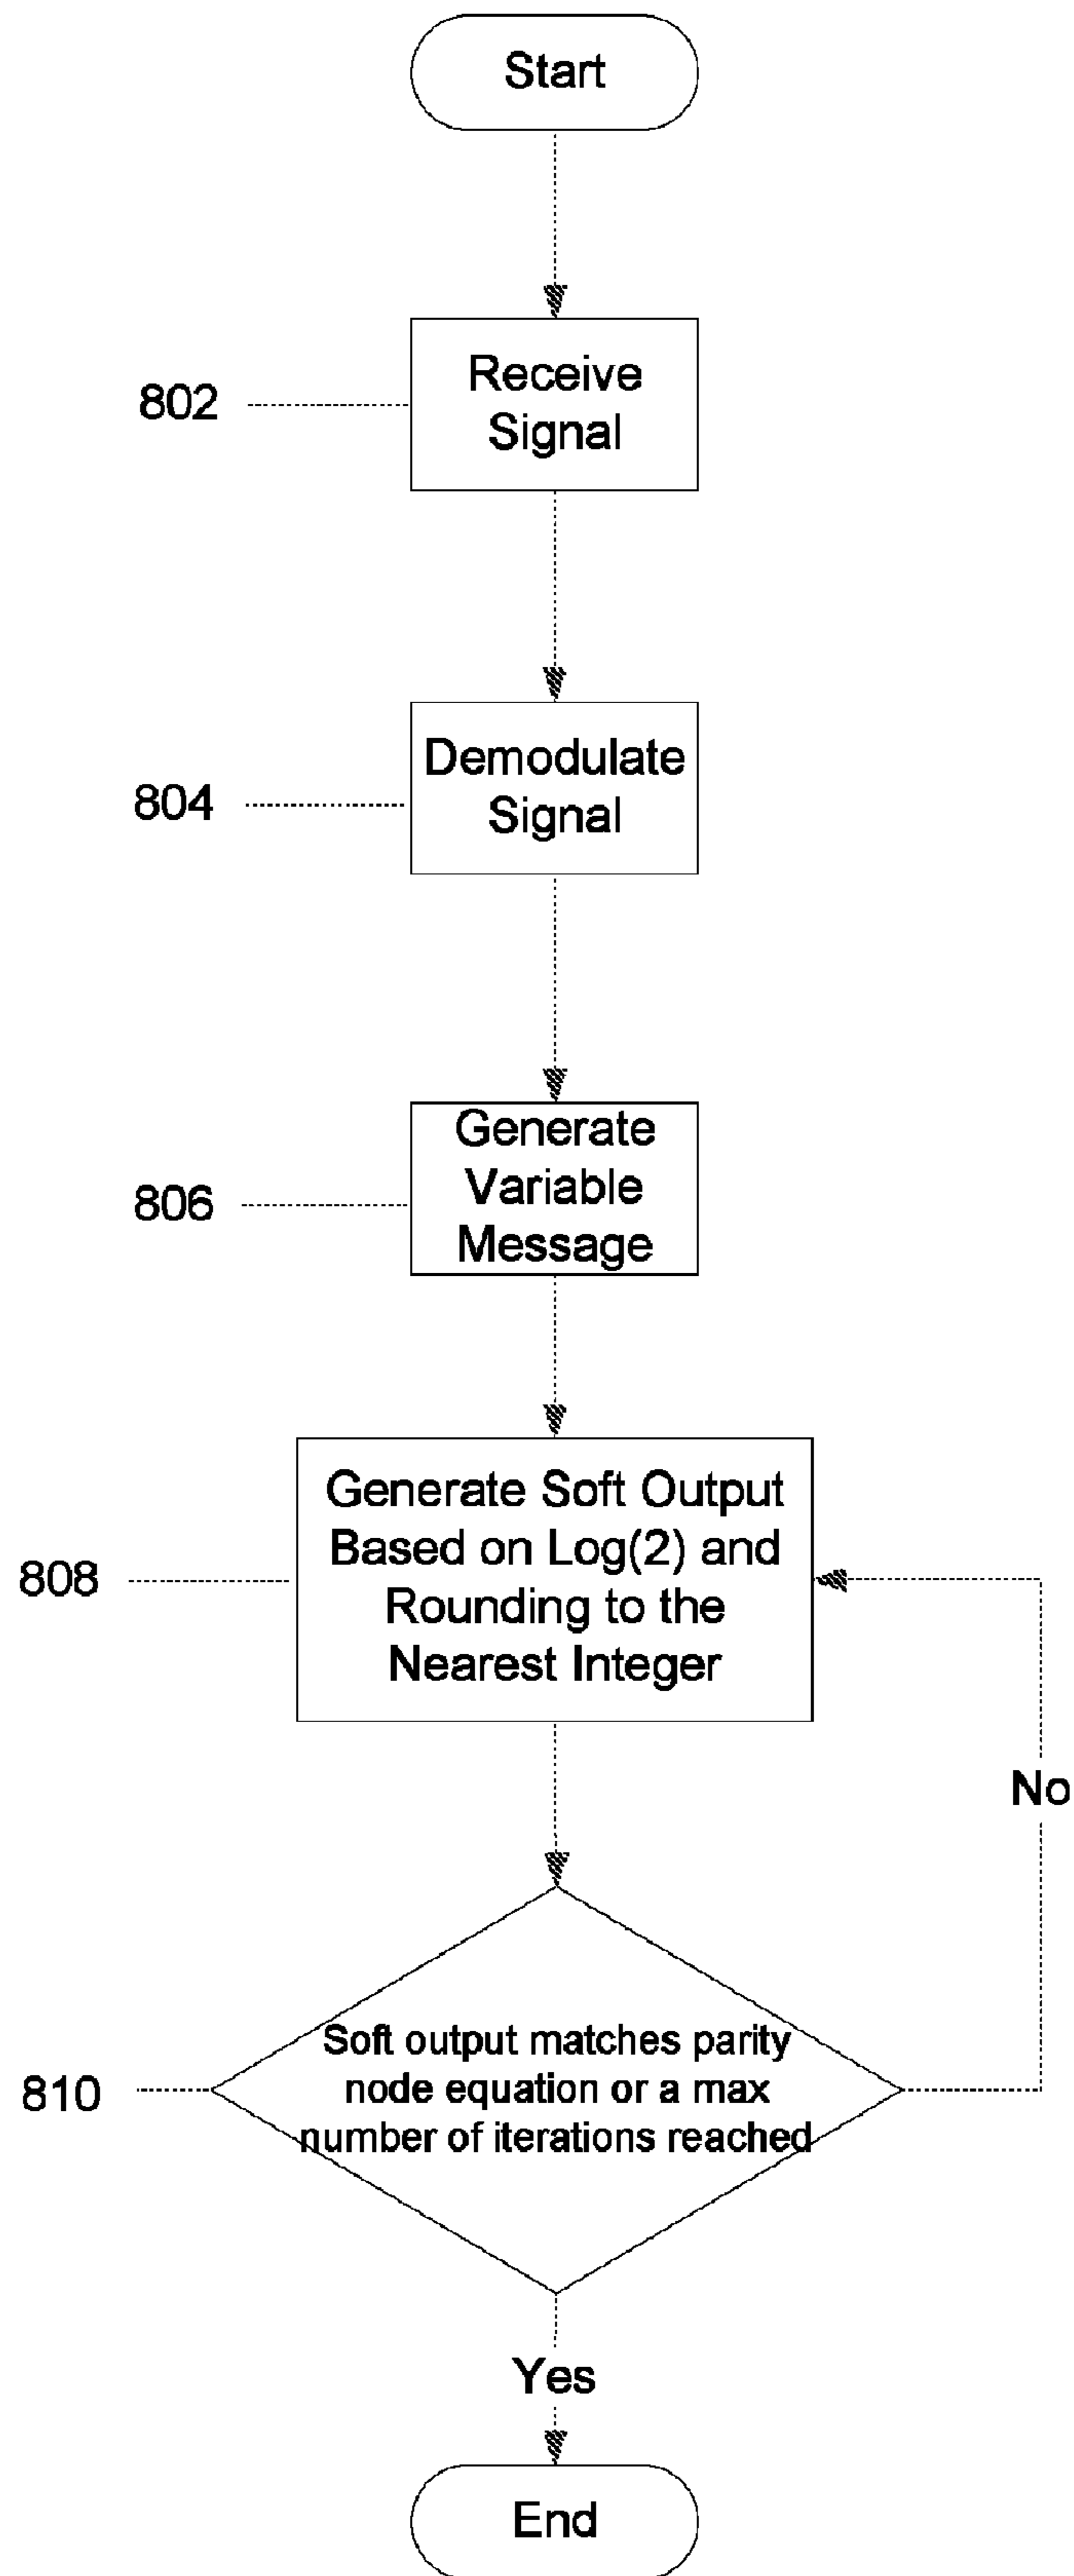 Start
802
Receive
Signal
804
Demodulate
Signal
806
Generate
Variable
Message
808
Generate Soft Output
Based on Log(2) and
Rounding to the
Nearest Integer
No
810
Soft output matches parity
node equation or a max
number of iterations reached
Yes
End